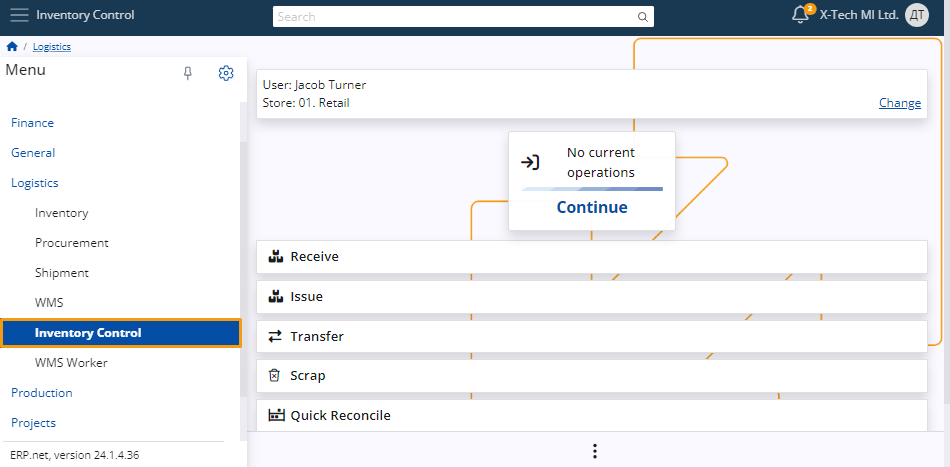 Inventory Control
Search
2
X-Tech MI Ltd.
ДТ
/ Logistics
Menu
Finance
General
Logistics
Inventory
Procurement
Shipment
WMS
Inventory Control
WMS Worker
Production
Projects
ERP.net, version 24.1.4.36
User: Jacob Turner
Store: 01. Retail
Change
No current
operations
Continue
Receive
Issue
Transfer
Scrap
Quick Reconcile